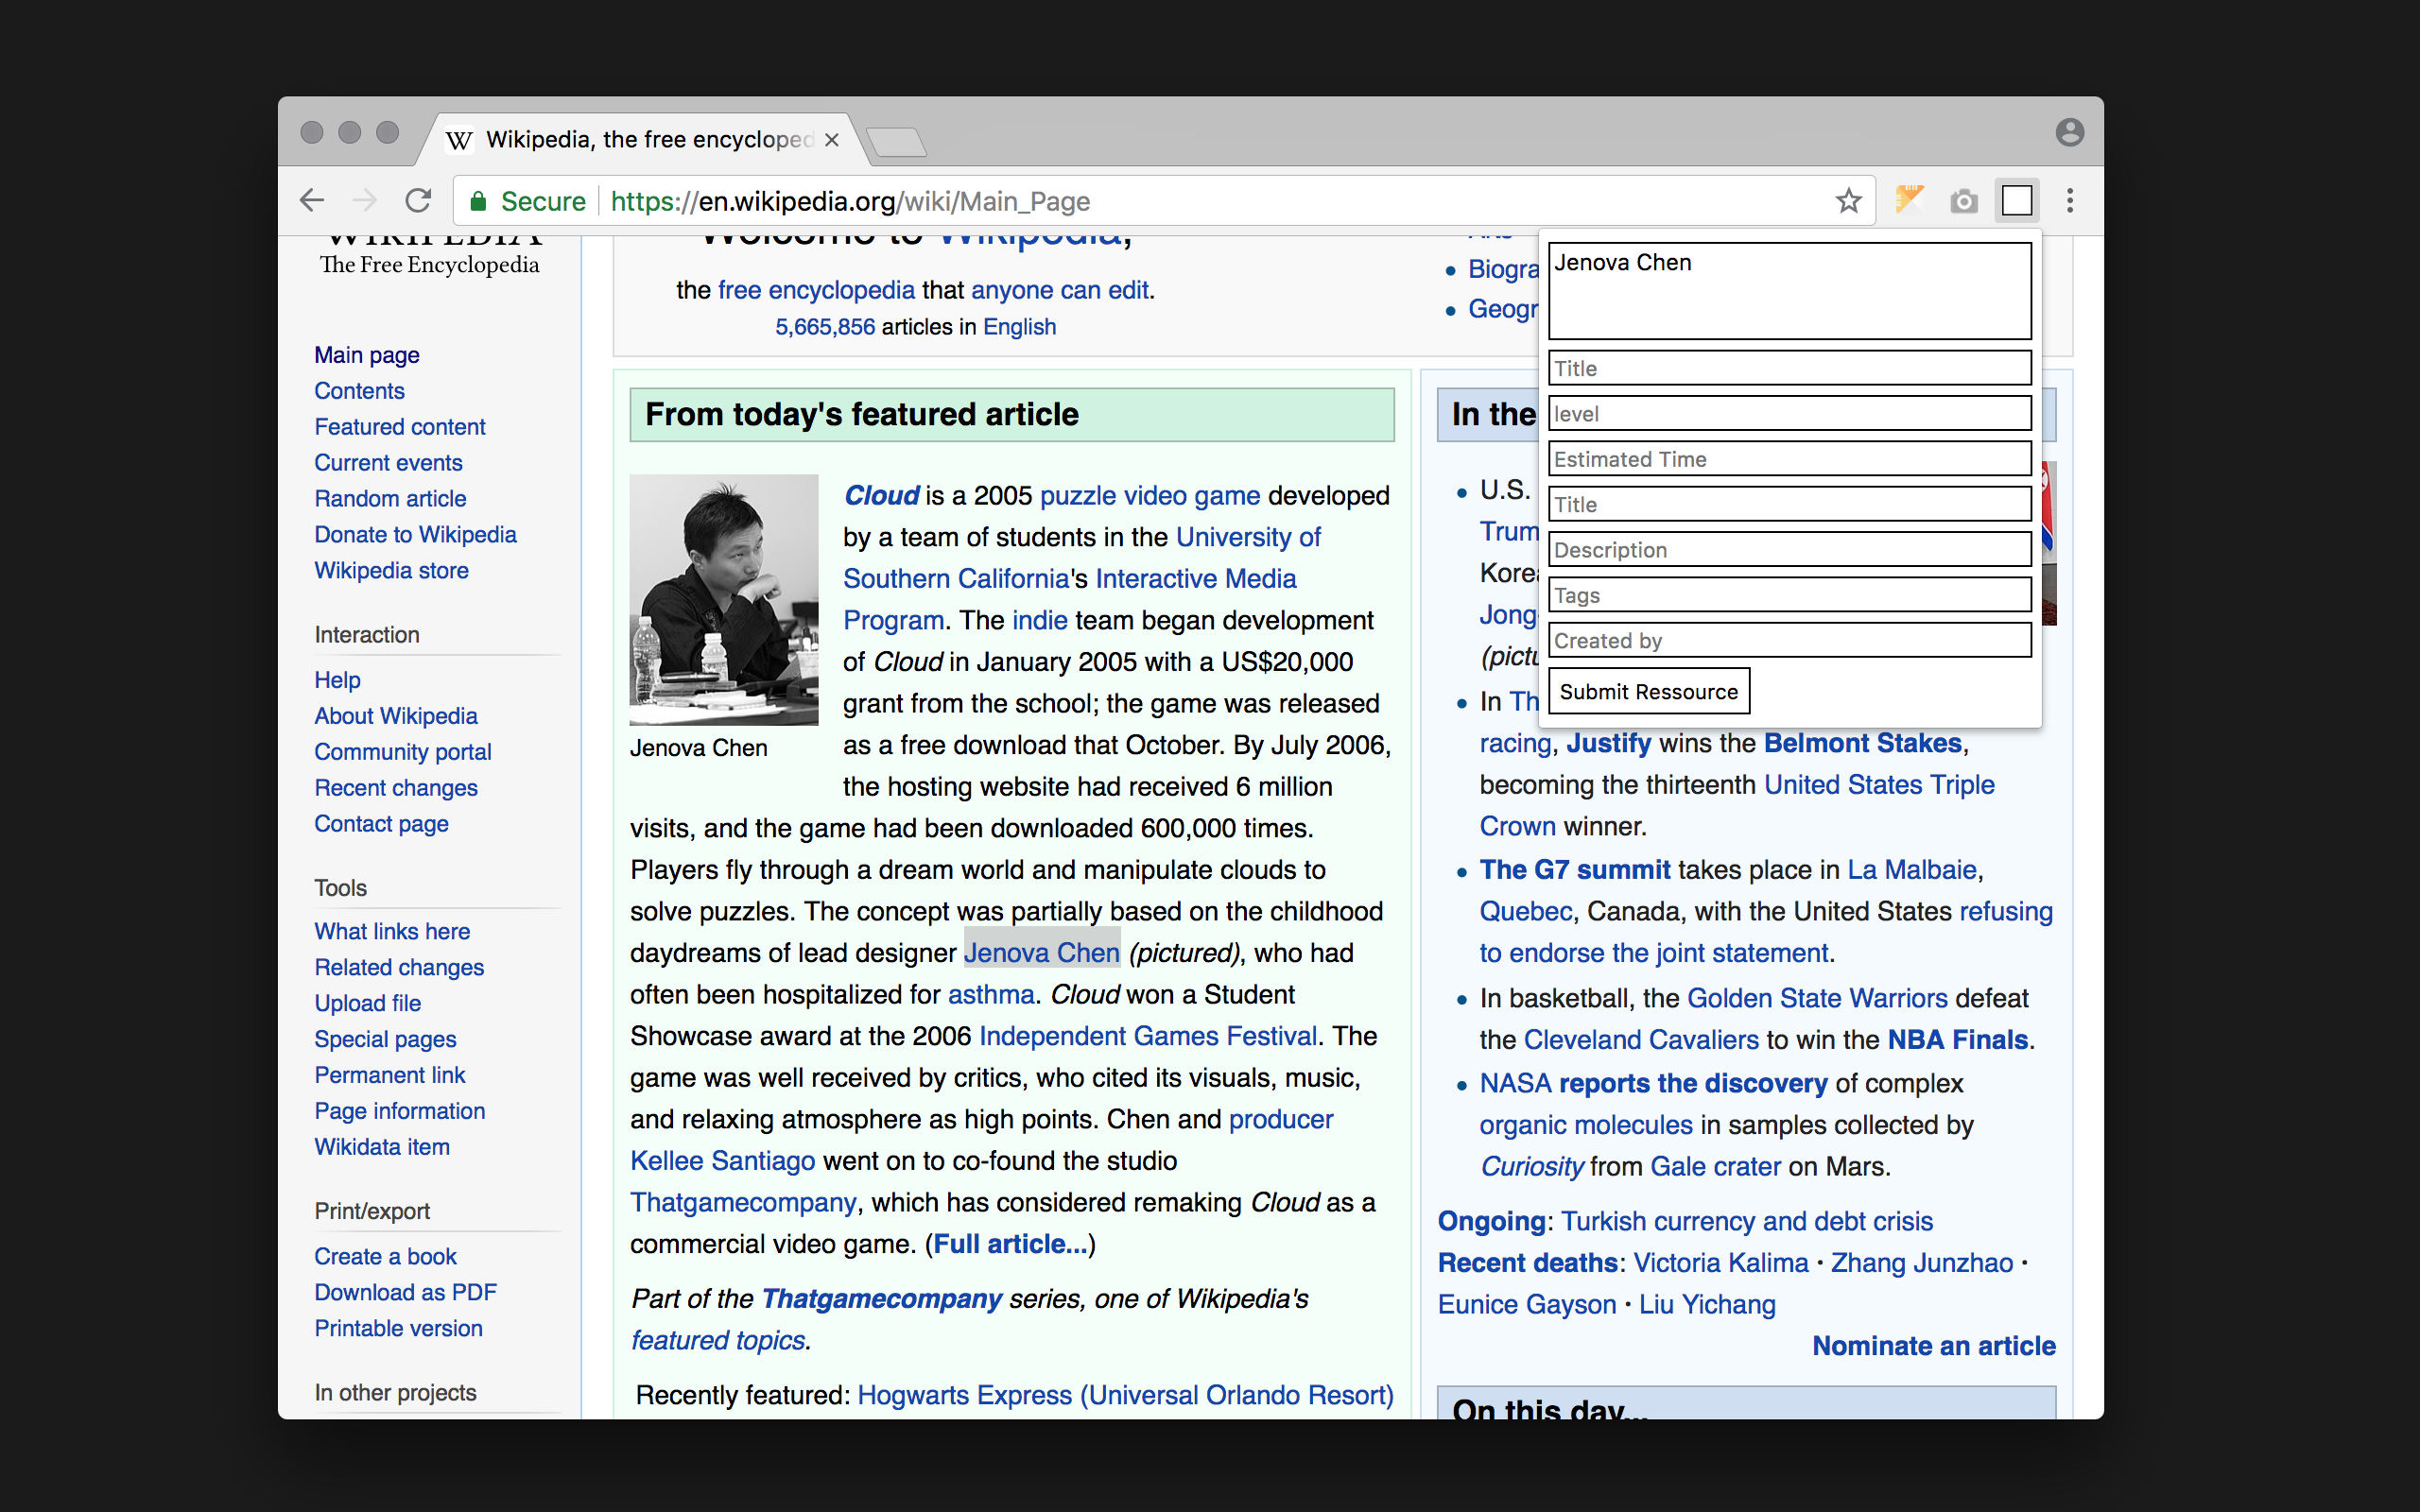 Wikipedia, the free encycloped
Secure https://en.wikipedia.org/wiki/Main_Page
WIKIPEDIA
The Free Encyclopedia
Main page
Contents
Featured content
Current events
Random article
Donate to Wikipedia
Wikipedia store
Interaction
Help
About Wikipedia
Community portal
Recent changes
Contact page
Tools
What links here
Related changes
Upload file
Special pages
Permanent link
Page information
Wikidata item
Print/export
Create a book
Download as PDF
Printable version
In other projects
Welcome to Wikipedia,
the free encyclopedia that anyone can edit.
5,665,856 articles in English
Arts
Biogra
Geogr
From today's featured article
Jenova Chen
Cloud is a 2005 puzzle video game developed
by a team of students in the University of
Southern California's Interactive Media
Program. The indie team began development
of Cloud in January 2005 with a US$20,000
grant from the school; the game was released
as a free download that October. By July 2006,
the hosting website had received 6 million
visits, and the game had been downloaded 600,000 times.
Players fly through a dream world and manipulate clouds to
solve puzzles. The concept was partially based on the childhood
daydreams of lead designer Jenova Chen (pictured), who had
often been hospitalized for asthma. Cloud won a Student
Showcase award at the 2006 Independent Games Festival. The
game was well received by critics, who cited its visuals, music,
and relaxing atmosphere as high points. Chen and producer
Kellee Santiago went on to co-found the studio
Thatgamecompany, which has considered remaking Cloud as a
commercial video game. (Full article...)
Part of the Thatgamecompany series, one of Wikipedia's
featured topics.
Recently featured: Hogwarts Express (Universal Orlando Resort)
In the
U.S.
Trum
Korea
Jong-
(pictu
In Th
racing, Justify wins the Belmont Stakes,
becoming the thirteenth United States Triple
Crown winner.
The G7 summit takes place in La Malbaie,
Quebec, Canada, with the United States refusing
to endorse the joint statement.
In basketball, the Golden State Warriors defeat
the Cleveland Cavaliers to win the NBA Finals.
NASA reports the discovery of complex
organic molecules in samples collected by
Curiosity from Gale crater on Mars.
Ongoing: Turkish currency and debt crisis
Recent deaths: Victoria Kalima · Zhang Junzhao ·
Eunice Gayson · Liu Yichang
Nominate an article
On this day...
Jenova Chen
Title
level
Estimated Time
Title
Description
Tags
Created by
Submit Ressource